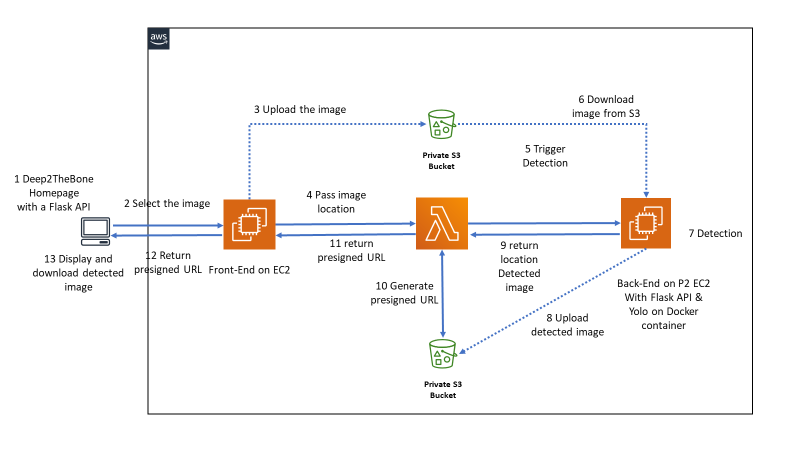 aws
6 Download
image from S3
3 Upload the image
Private S3
Bucket
5 Trigger
Detection
1 Deep2TheBone
Homepage
with a Flask API
2 Select the image
4 Pass image
location
7 Detection
11 return
presigned URL
9 return
location
Detected
image
12 Return
presigned URL
Front-End on EC2
13 Display and
download detected
image
10 Generate
presigned URL
Back-End on P2 EC2
With Flask API &
Yolo on Docker
container
8 Upload
detected image
Private S3
Bucket